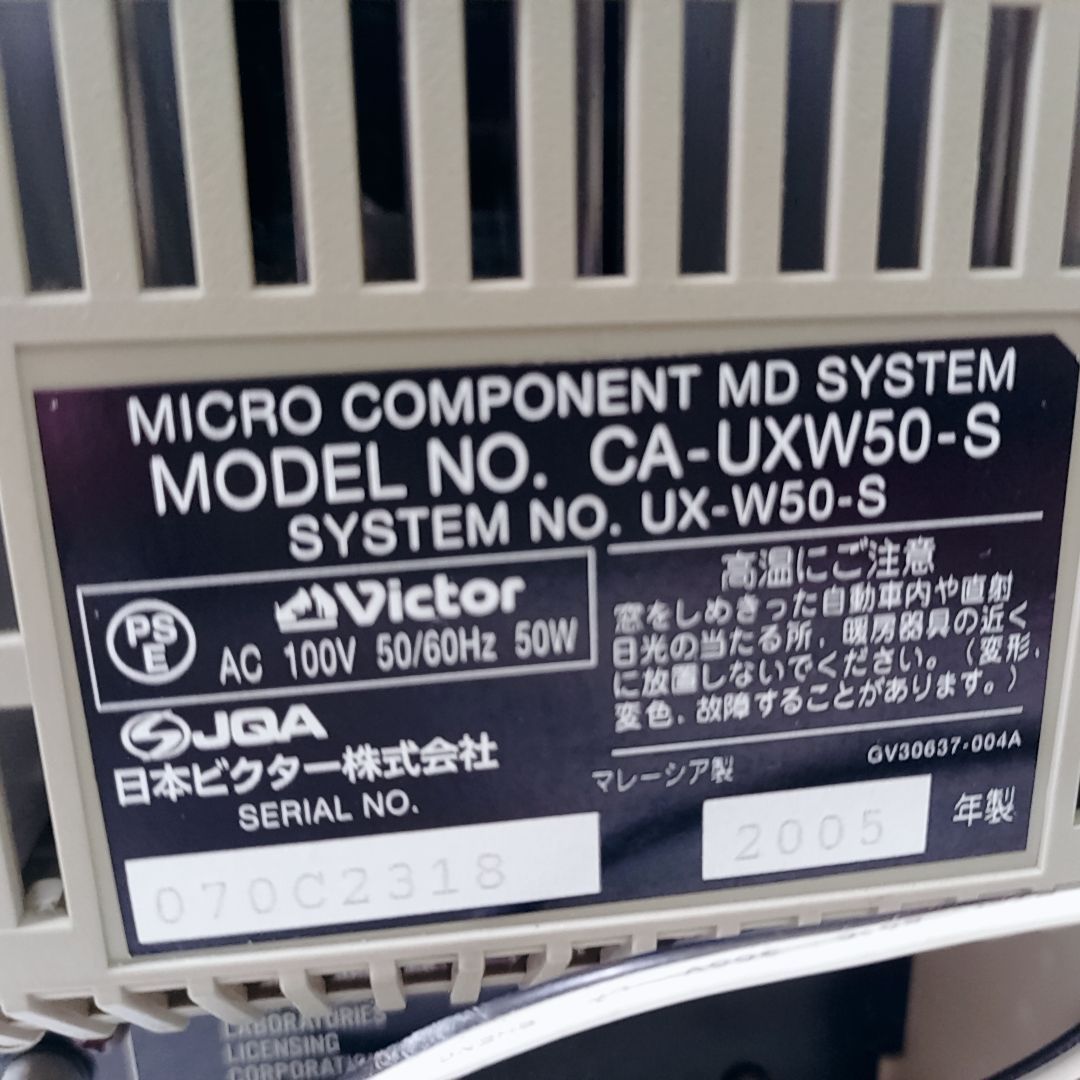 MICRO COMPONENT MD SYSTEM
MODEL NO. CA-UXW50-S
SYSTEM NO. UX-W50-S
PS
E
Victor
AC 100V 50/60Hz 50W
JQA
日本ビクター株式会社
SERIAL NO.
070C2318
高温にご注意
窓をしめきった自動車内や直射
日光の当たる所、暖房器具の近く
に放置しないでください。（変形、
変色、故障することがあります。）
GV30637-004A
マレーシア製
2005 年製
LABORATORIES
LICENSING
CORPORATI